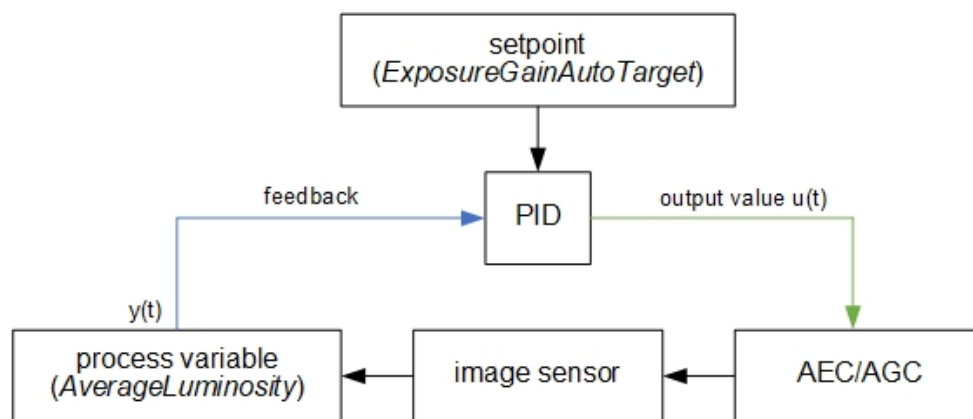 setpoint
(ExposureGainAutoTarget)
feedback
PID
output value u(t)
y(t)
process variable
(AverageLuminosity)
image sensor
AEC/AGC